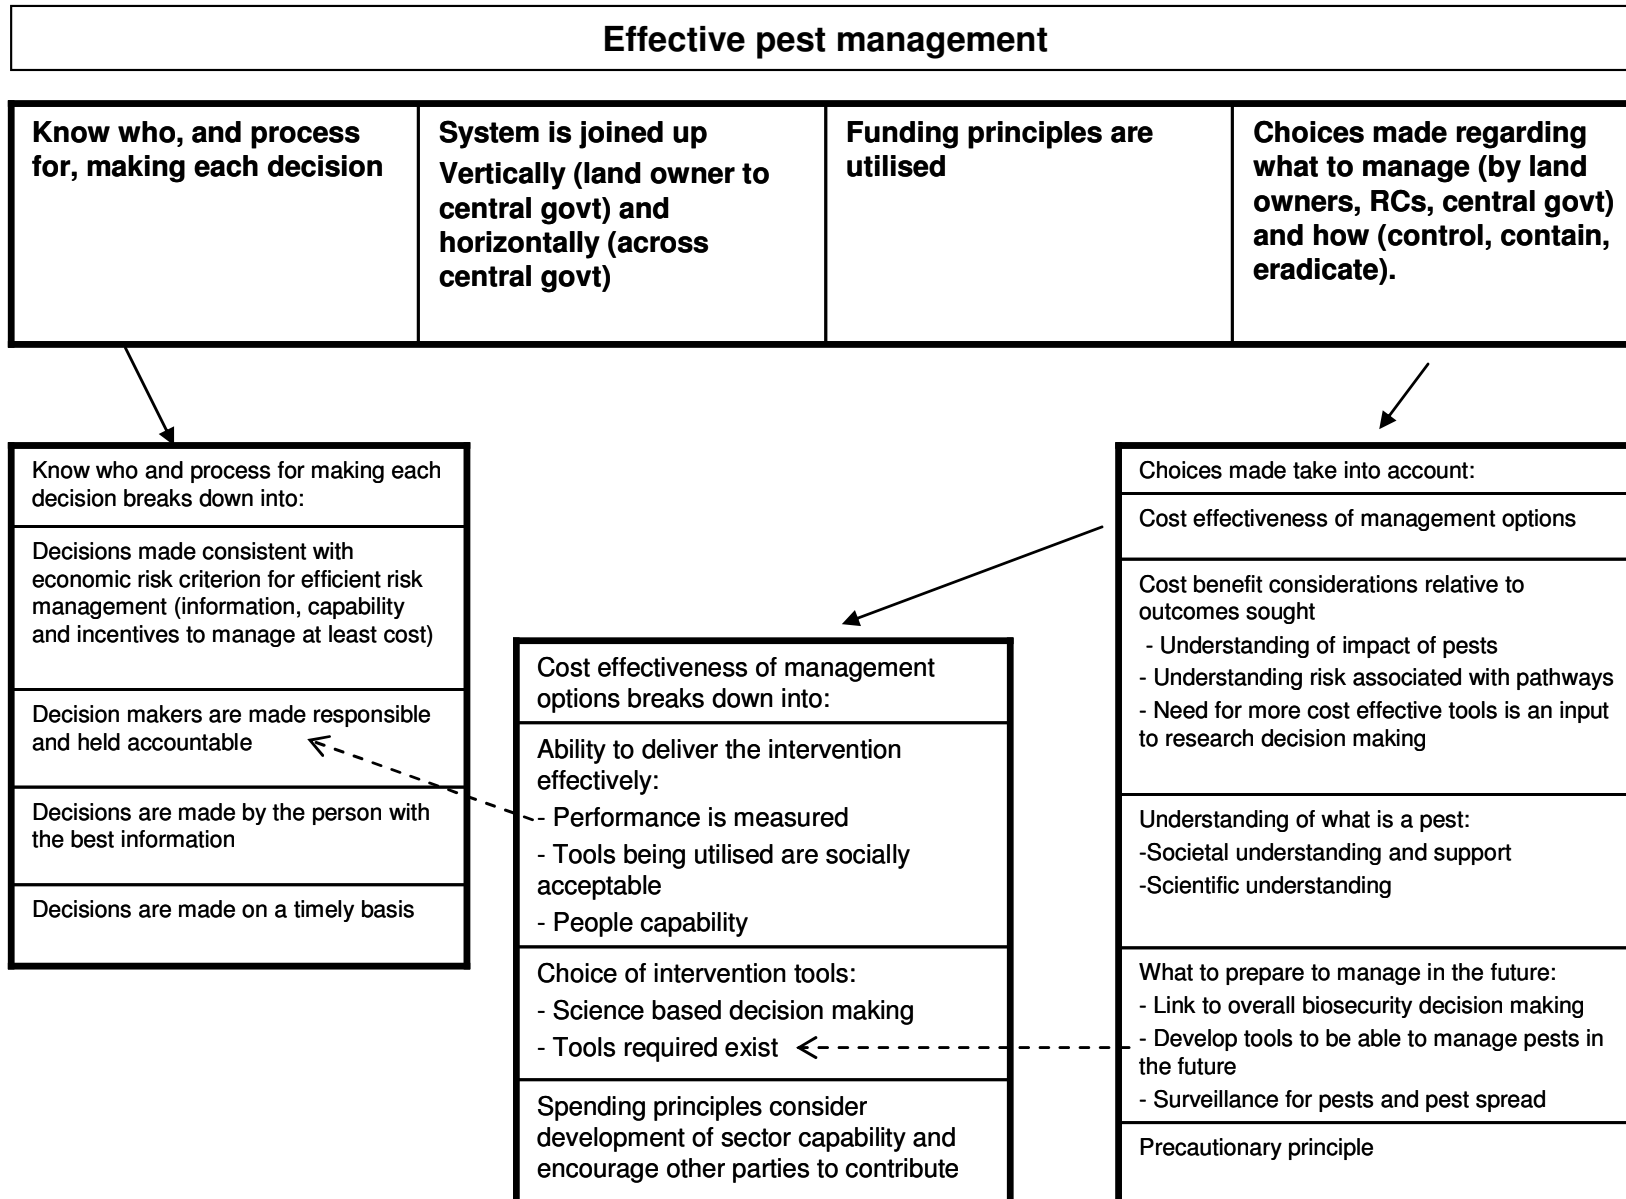 Effective pest management
Know who, and process
for, making each decision
System is joined up
Vertically (land owner to
central govt) and
horizontally (across
central govt)
Funding principles are
utilised
Choices made regarding
what to manage (by land
owners, RCs, central govt)
and how (control, contain,
eradicate).
Know who and process for making each
decision breaks down into:
Decisions made consistent with
economic risk criterion for efficient risk
management (information, capability
and incentives to manage at least cost)
Decision makers are made responsible
and held accountable
Decisions are made by the person with
the best information
Decisions are made on a timely basis
Cost effectiveness of management
options breaks down into:
Ability to deliver the intervention
effectively:
- Performance is measured
- Tools being utilised are socially
acceptable
- People capability
Choice of intervention tools:
- Science based decision making
- Tools required exist
Spending principles consider
development of sector capability and
encourage other parties to contribute
Choices made take into account:
Cost effectiveness of management options
Cost benefit considerations relative to
outcomes sought
- Understanding of impact of pests
- Understanding risk associated with pathways
- Need for more cost effective tools is an input
to research decision making
Understanding of what is a pest:
-Societal understanding and support
-Scientific understanding
What to prepare to manage in the future:
- Link to overall biosecurity decision making
- Develop tools to be able to manage pests in
the future
- Surveillance for pests and pest spread
Precautionary principle